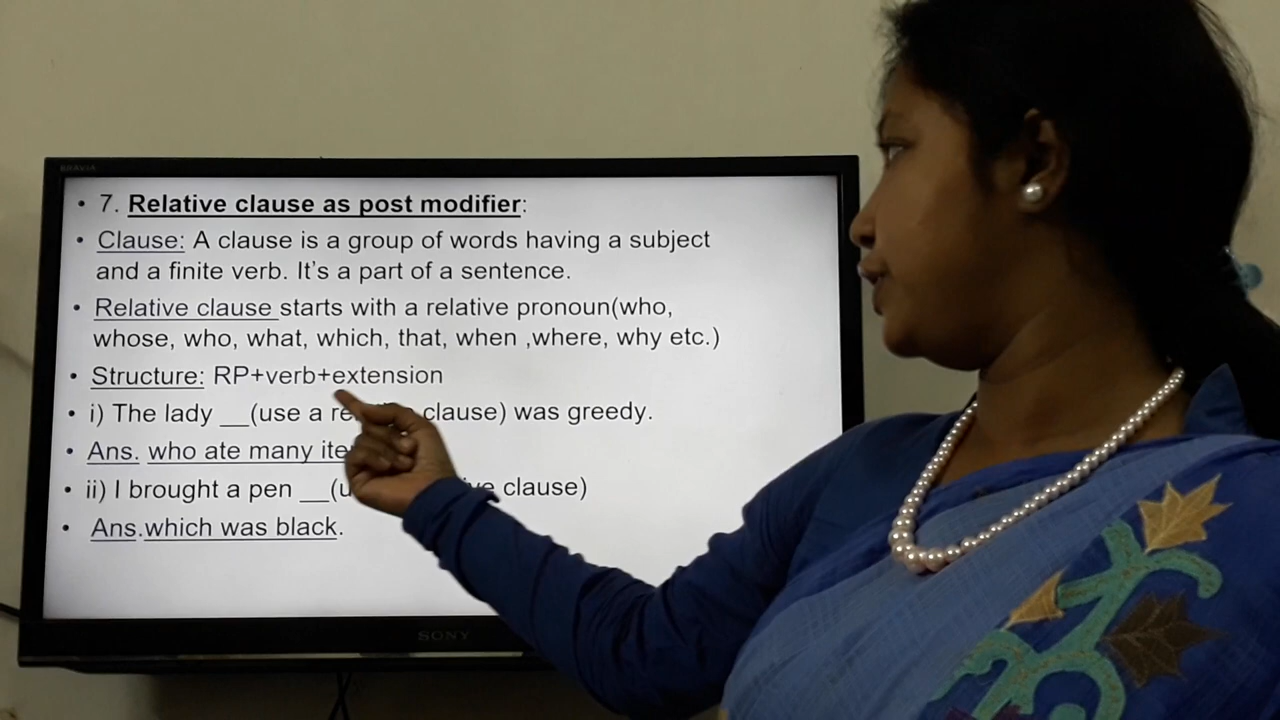 BRAVIA
• 7. Relative clause as post modifier:
• Clause: A clause is a group of words having a subject
and a finite verb. It's a part of a sentence.
• Relative clause starts with a relative pronoun(who,
whose, who, what, which, that, when ,where, why etc.)
• Structure: RP+verb+extension
• i) The lady __(use a clause) was greedy.
• Ans. who ate many
• ii) I brought a pen __( clause)
• Ans.which was black.
SONY